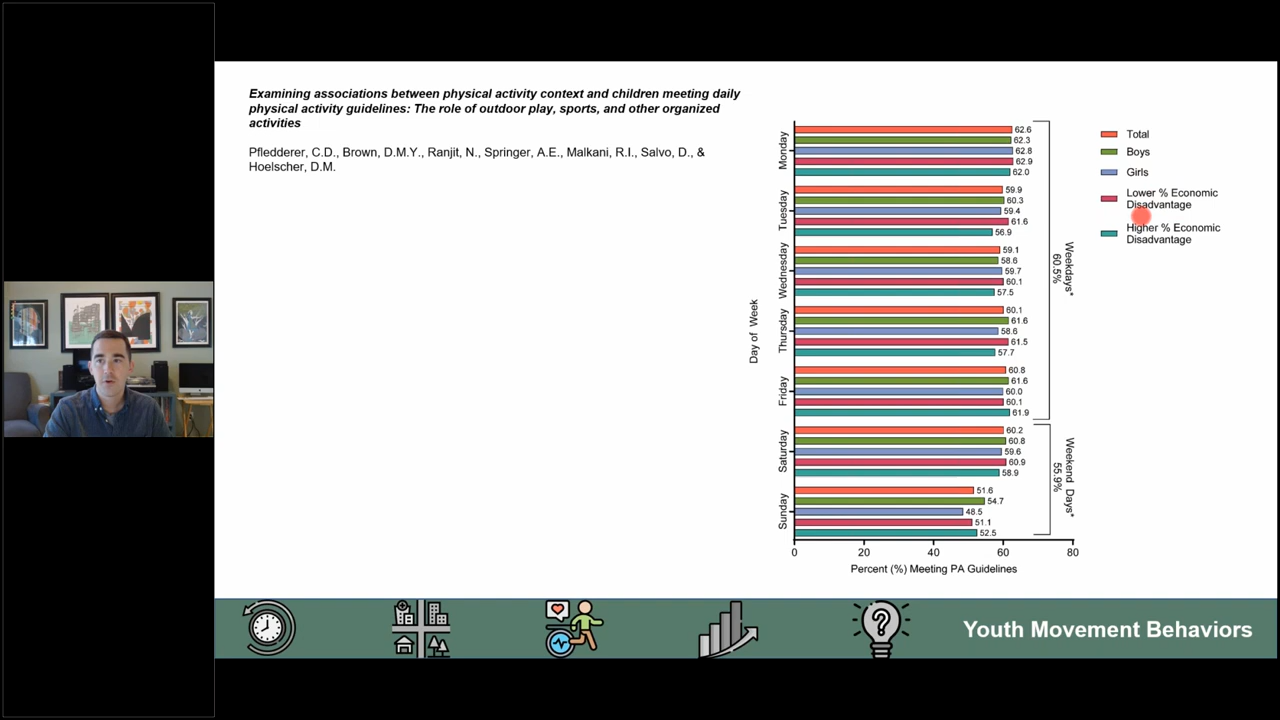 Examining associations between physical activity context and children meeting daily
physical activity guidelines: The role of outdoor play, sports, and other organized
activities
Pfledderer, C.D., Brown, D.M.Y., Ranjit, N., Springer, A.E., Malkani, R.I., Salvo, D., &
Hoelscher, D.M.
Day of Week
Monday
62.6
62.3
62.8
62.9
62.0
Tuesday
59.9
60.3
59.4
61.6
56.9
Wednesday
59.1
58.6
59.7
60.1
57.5
Thursday
60.1
61.6
58.6
61.5
57.7
Friday
60.8
61.6
60.0
60.1
61.9
Saturday
60.2
60.8
59.6
60.9
58.9
Sunday
51.6
54.7
48.5
51.1
52.5
Weekdays*
60.5%
Weekend Days*
55.9%
0 20 40 60 80
Percent (%) Meeting PA Guidelines
Total
Boys
Girls
Lower % Economic
Disadvantage
Higher % Economic
Disadvantage
Youth Movement Behaviors